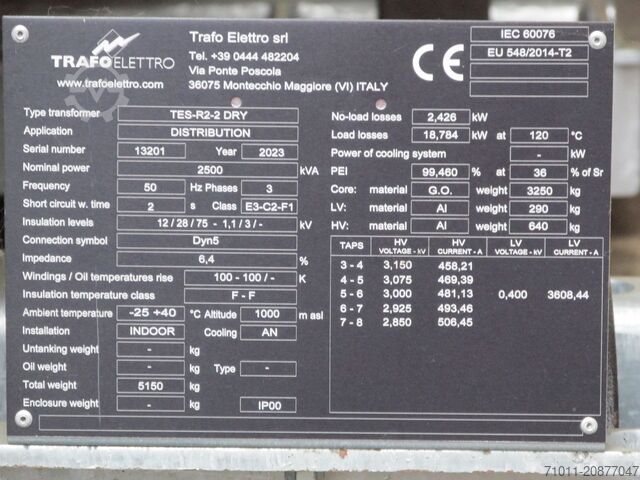 TRAFOELETTRO
www.trafoelettro.com
Trafo Elettro srl
Tel. +39 0444 482204
Via Ponte Poscola
36075 Montecchio Maggiore (VI) ITALY
CE
IEC 60076
EU 548/2014-T2
Type transformer TES-R2-2 DRY
Application DISTRIBUTION
Serial number 13201 Year 2023
Nominal power 2500 kVA
Frequency 50 Hz Phases 3
Short circuit w. time 2 s Class E3-C2-F1
Insulation levels 12 / 28 / 75 - 1,1 / 3 / - kV
Connection symbol Dyn5
Impedance 6,4 %
Windings / Oil temperatures rise 100 - 100 / - K
Insulation temperature class F - F
Ambient temperature -25 +40 °C Altitude 1000 m asl
Installation INDOOR Cooling AN
Untanking weight - kg
Oil weight - kg Type -
Total weight 5150 kg
Enclosure weight - kg IP00
No-load losses 2,426 kW
Load losses 18,784 kW at 120 °C
Power of cooling system - kW
PEI 99,460 % at 36 % of Sr
Core: material G.O. weight 3250 kg
LV: material Al weight 290 kg
HV: material Al weight 640 kg
TAPS HV VOLTAGE - kV HV CURRENT - A LV VOLTAGE - kV LV CURRENT - A
3 - 4 3,150 458,21
4 - 5 3,075 469,39
5 - 6 3,000 481,13 0,400 3608,44
6 - 7 2,925 493,46
7 - 8 2,850 506,45
71011-20877047